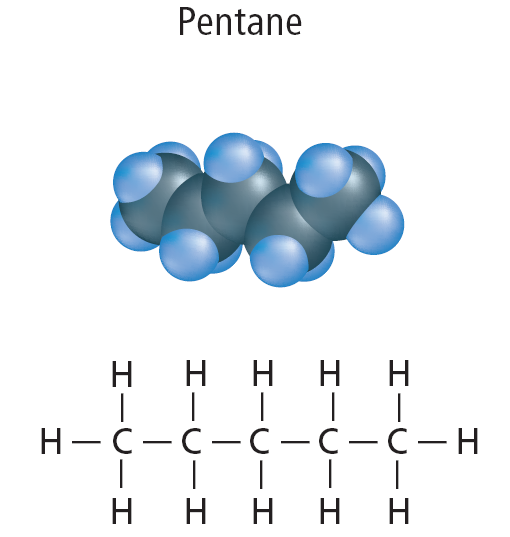 Pentane
H H H H H
H — C — C — C — C — C — H
H H H H H